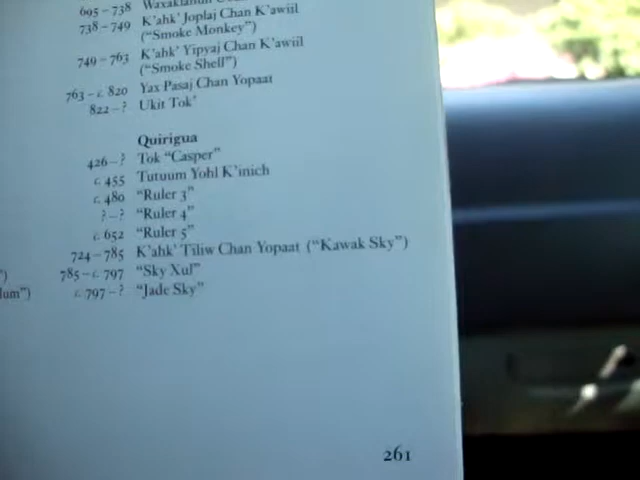 695 – 738
738 – 749 K'ahk' Joplaj Chan K'awiil
("Smoke Monkey")
749 – 763 K'ahk' Yipyaj Chan K'awiil
("Smoke Shell")
763 – c. 820 Yax Pasaj Chan Yopaat
822 – ? Ukit Tok'
Quirigua
426 – ? Tok "Casper"
c. 455 Tutuum Yohl K'inich
c. 480 "Ruler 3"
? – ? "Ruler 4"
c. 652 "Ruler 5"
724 – 785 K'ahk' Tiliw Chan Yopaat ("Kawak Sky")
") 785 – c. 797 "Sky Xul"
lum") c. 797 – ? "Jade Sky"
261